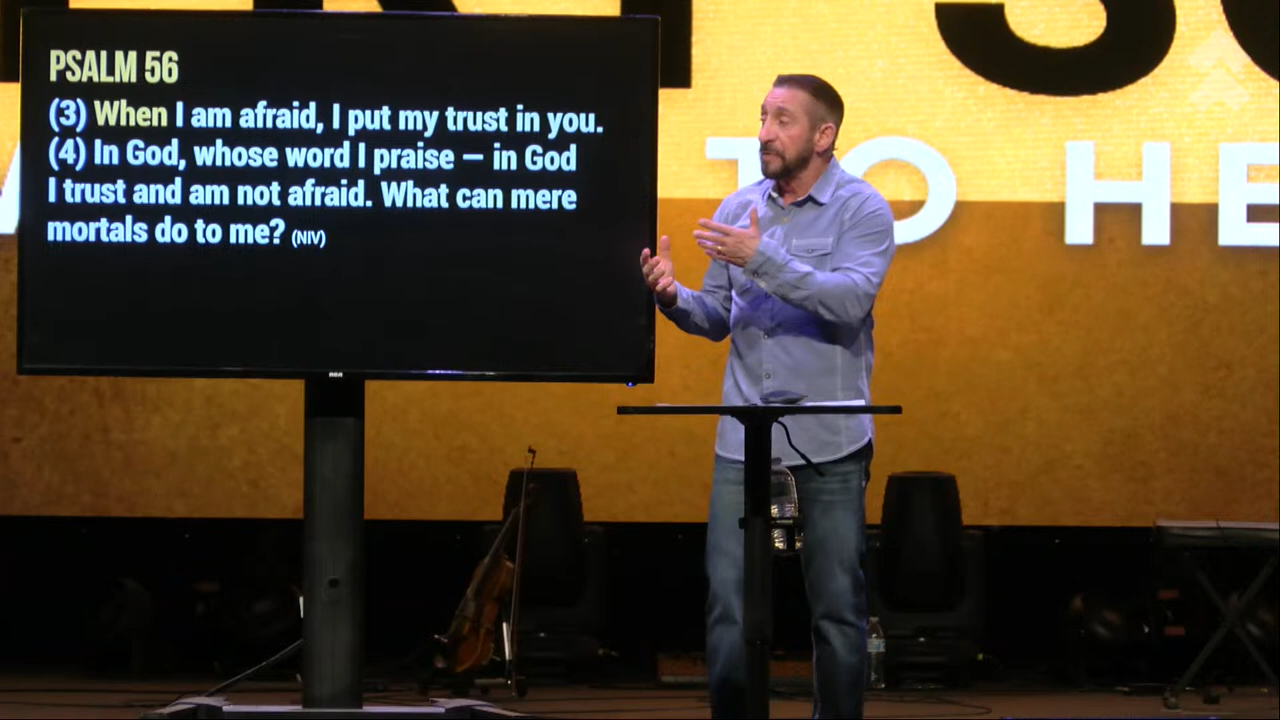 PSALM 56
(3) When I am afraid, I put my trust in you.
(4) In God, whose word I praise – in God
I trust and am not afraid. What can mere
mortals do to me? (NIV)
RCA
TO HE